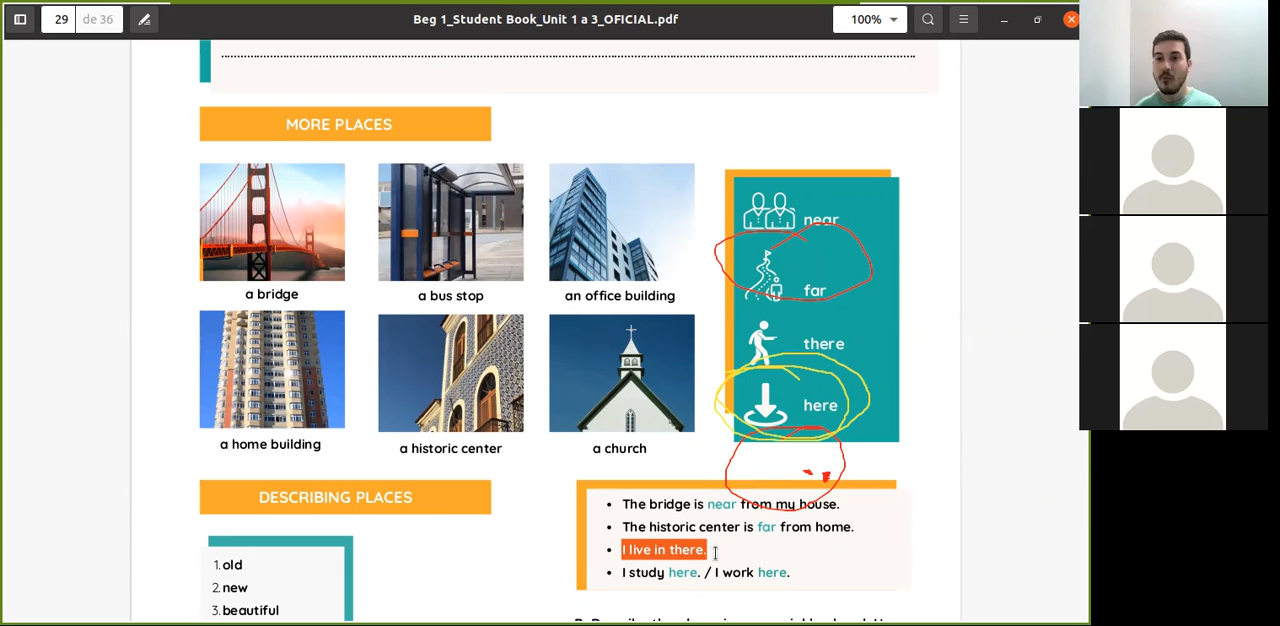 29
de 36
Beg 1_Student Book_Unit 1 a 3_OFICIAL.pdf
100%
MORE PLACES
a bridge
a bus stop
an office building
a home building
a historic center
a church
near
far
there
here
DESCRIBING PLACES
1. old
2. new
3. beautiful
• The bridge is near from my house.
• The historic center is far from home.
• I live in there.
• I study here. / I work here.